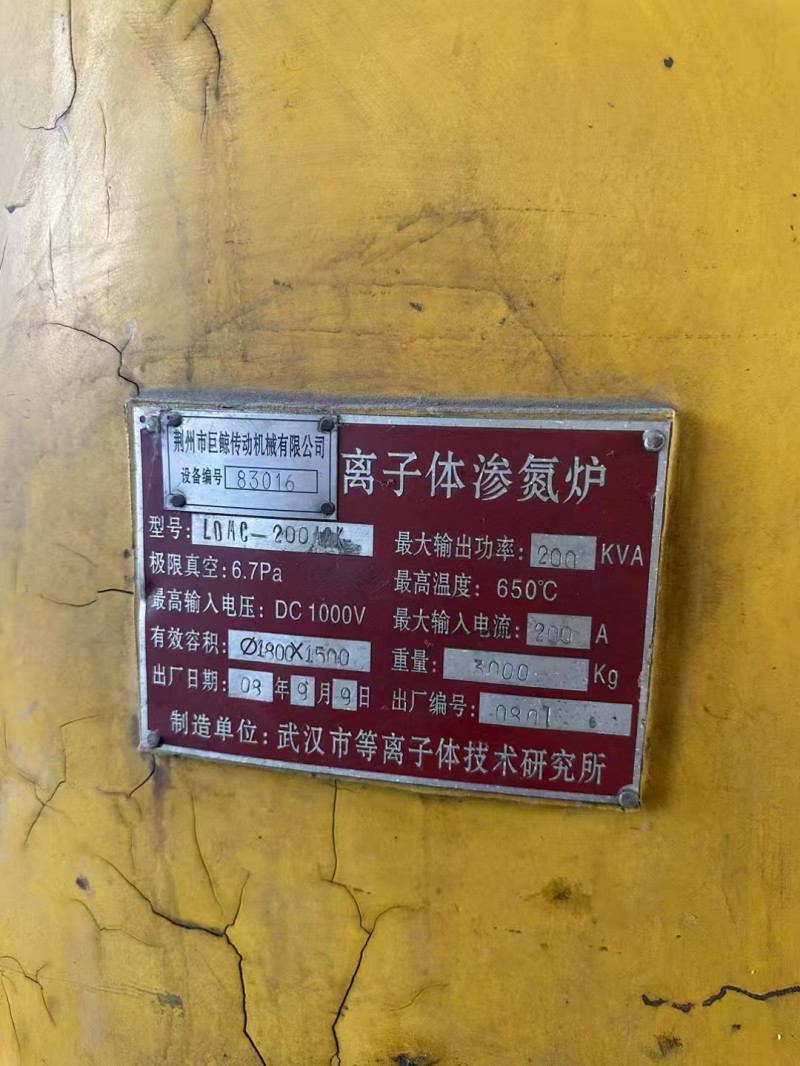 荆州市巨鲸传动机械有限公司
设备编号 83016
离子体渗氮炉
型号: LDMC-200
最大输出功率: 200 KVA
极限真空: 6.7Pa
最高温度: 650℃
最高输入电压: DC 1000V
最大输入电流: 200 A
有效容积: Ø1800X1500
重量: 3000 Kg
出厂日期: 08 年 9 月 9 日
出厂编号: 0801
制造单位: 武汉市等离子体技术研究所